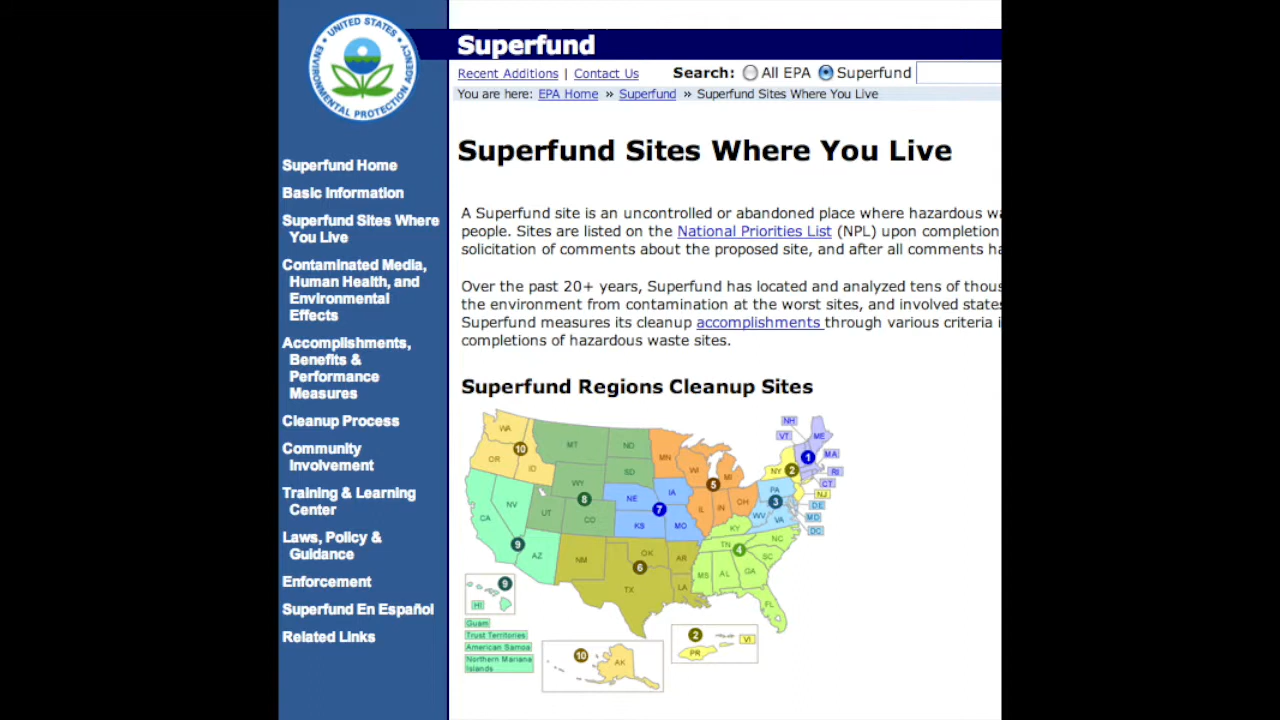 UNITED STATES
ENVIRONMENTAL PROTECTION AGENCY
Superfund
Recent Additions | Contact Us Search: All EPA Superfund
You are here: EPA Home » Superfund » Superfund Sites Where You Live
Superfund Home
Basic Information
Superfund Sites Where
You Live
Contaminated Media,
Human Health, and
Environmental
Effects
Accomplishments,
Benefits &
Performance
Measures
Cleanup Process
Community
Involvement
Training & Learning
Center
Laws, Policy &
Guidance
Enforcement
Superfund En Español
Related Links
Superfund Sites Where You Live
A Superfund site is an uncontrolled or abandoned place where hazardous
people. Sites are listed on the National Priorities List (NPL) upon completion
solicitation of comments about the proposed site, and after all comments
Over the past 20+ years, Superfund has located and analyzed tens of
the environment from contamination at the worst sites, and involved states
Superfund measures its cleanup accomplishments through various criteria
completions of hazardous waste sites.
Superfund Regions Cleanup Sites
NH
VT ME
WA 10 MT ND MN
OR ID SD WI MI NY 2 1 MA
RI
CT
WY 8 5 PA NJ
NV NE IA 3 DE
CA UT CO 7 IL IN OH WV VA MD
KS MO KY DC
9 AZ NM OK AR TN 4 NC
6 SC
TX LA MS AL GA
FL
9
HI
Guam
Trust Territories
American Samoa
Northern Mariana
Islands
10 AK
2 VI
PR